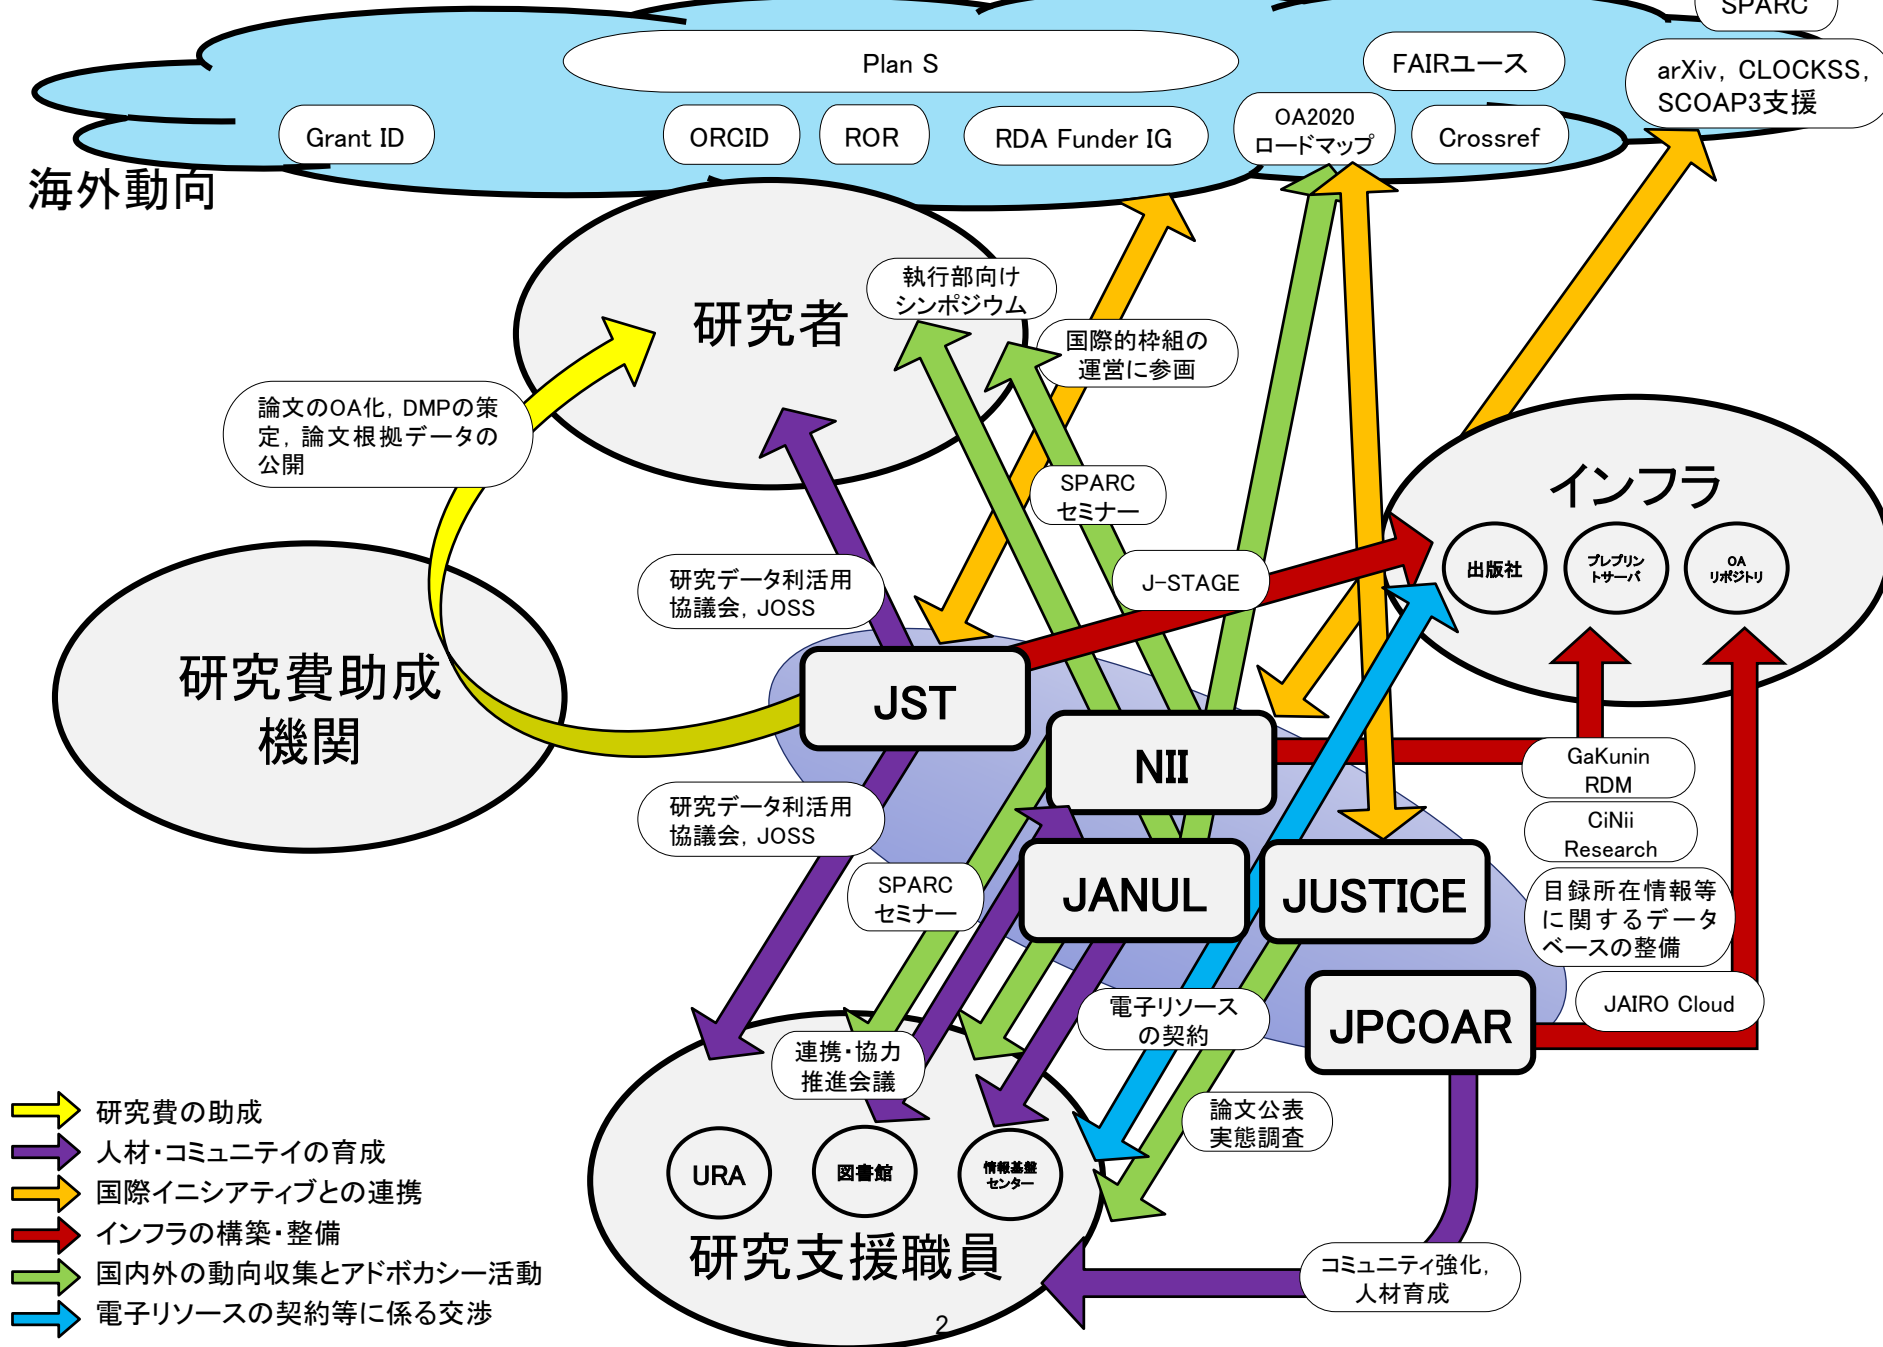 SPARC
Plan S
FAIRユース
arXiv, CLOCKSS,
SCOAP3支援
Grant ID
ORCID
ROR
RDA Funder IG
OA2020
ロードマップ
Crossref
海外動向
執行部向け
シンポジウム
研究者
国際的枠組の
運営に参画
論文のOA化, DMPの策
定, 論文根拠データの
公開
SPARC
セミナー
インフラ
出版社
プレプリン
トサーバ
OA
リポジトリ
研究データ利活用
協議会, JOSS
J-STAGE
研究費助成
機関
JST
NII
GaKunin
RDM
研究データ利活用
協議会, JOSS
CiNii
Research
SPARC
セミナー
JANUL
JUSTICE
目録所在情報等
に関するデータ
ベースの整備
電子リソース
の契約
JPCOAR
JAIRO Cloud
連携・協力
推進会議
論文公表
実態調査
URA
図書館
情報基盤
センター
研究支援職員
コミュニティ強化,
人材育成
研究費の助成
人材・コミュニテイの育成
国際イニシアティブとの連携
インフラの構築・整備
国内外の動向収集とアドボカシー活動
電子リソースの契約等に係る交渉
2